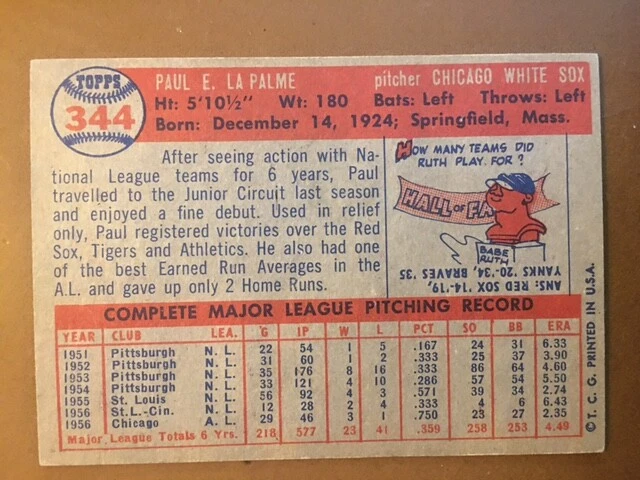 TOPPS
344
PAUL E. LA PALME pitcher CHICAGO WHITE SOX
Ht: 5'10½" Wt: 180 Bats: Left Throws: Left
Born: December 14, 1924; Springfield, Mass.
After seeing action with Na-
tional League teams for 6 years, Paul
travelled to the Junior Circuit last season
and enjoyed a fine debut. Used in relief
only, Paul registered victories over the Red
Sox, Tigers and Athletics. He also had one
of the best Earned Run Averages in the
A.L. and gave up only 2 Home Runs.
HOW MANY TEAMS DID
RUTH PLAY FOR?
HALL OF FA
BABE
RUTH
ANS: RED SOX '14-'19,
YANKS '20-'34, BRAVES '35
COMPLETE MAJOR LEAGUE PITCHING RECORD
YEAR CLUB LEA. G IP W L PCT SO BB ERA
1951 Pittsburgh N. L. 22 54 1 5 .167 24 31 6.33
1952 Pittsburgh N. L. 31 60 1 2 .333 25 37 3.90
1953 Pittsburgh N. L. 35 176 8 16 .333 86 64 4.60
1954 Pittsburgh N. L. 33 121 4 10 .286 57 54 5.50
1955 St. Louis N. L. 56 92 4 3 .571 39 34 2.74
1956 St.L.-Cin. N. L. 12 28 2 4 .333 4 6 6.43
1956 Chicago A. L. 29 46 3 1 .750 23 27 2.35
Major League Totals 6 Yrs. 218 577 23 41 .359 258 253 4.49
© T. C. G. PRINTED IN U.S.A.